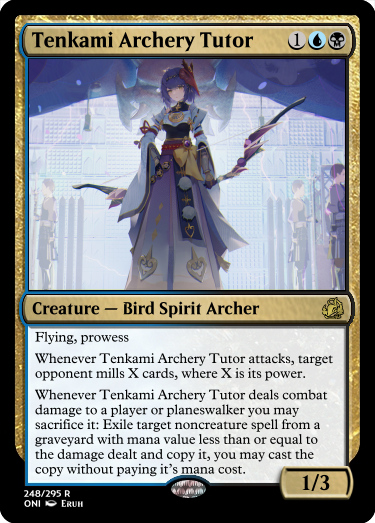 Tenkami Archery Tutor 1
Creature — Bird Spirit Archer
Flying, prowess
Whenever Tenkami Archery Tutor attacks, target
opponent mills X cards, where X is its power.
Whenever Tenkami Archery Tutor deals combat
damage to a player or planeswalker you may
sacrifice it: Exile target noncreature spell from a
graveyard with mana value less than or equal to
the damage dealt and copy it, you may cast the
copy without paying it's mana cost.
1/3
248/295 R
ONI Eruh